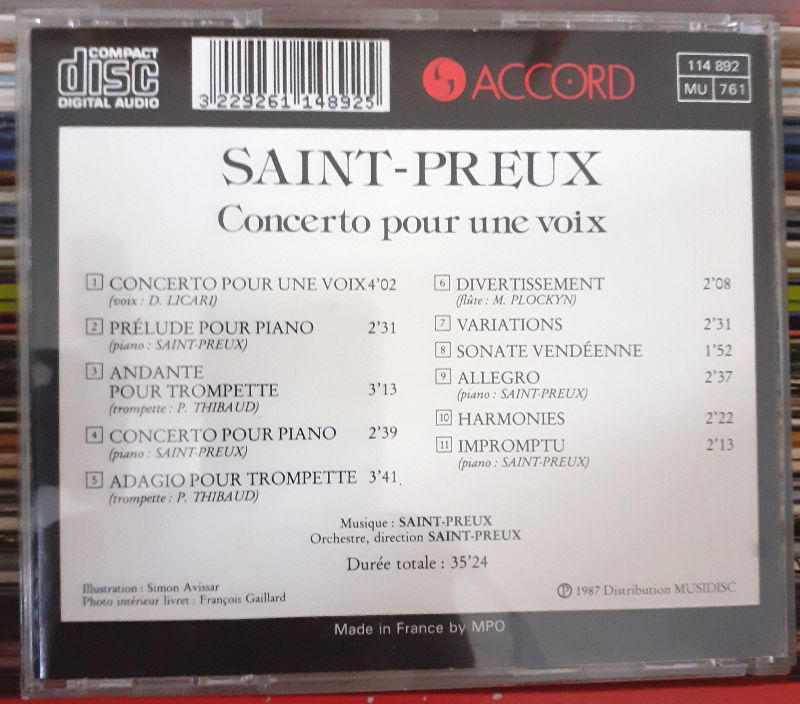 COMPACT
disc
DIGITAL AUDIO
3 229261 148925
ACCORD
114 892
MU 761
SAINT-PREUX
Concerto pour une voix
1 CONCERTO POUR UNE VOIX 4'02
(voix : D. LICARI)
2 PRÉLUDE POUR PIANO 2'31
(piano : SAINT-PREUX)
3 ANDANTE
POUR TROMPETTE 3'13
(trompette : P. THIBAUD)
4 CONCERTO POUR PIANO 2'39
(piano : SAINT-PREUX)
5 ADAGIO POUR TROMPETTE 3'41
(trompette : P. THIBAUD)
6 DIVERTISSEMENT 2'08
(flûte : M. PLOCKYN)
7 VARIATIONS 2'31
8 SONATE VENDÉENNE 1'52
9 ALLEGRO 2'37
(piano : SAINT-PREUX)
10 HARMONIES 2'22
11 IMPROMPTU 2'13
(piano : SAINT-PREUX)
Musique : SAINT-PREUX
Orchestre, direction SAINT-PREUX
Durée totale : 35'24
Illustration : Simon Avissar
Photo intérieur livret : François Gaillard
℗ 1987 Distribution MUSIDISC
Made in France by MPO